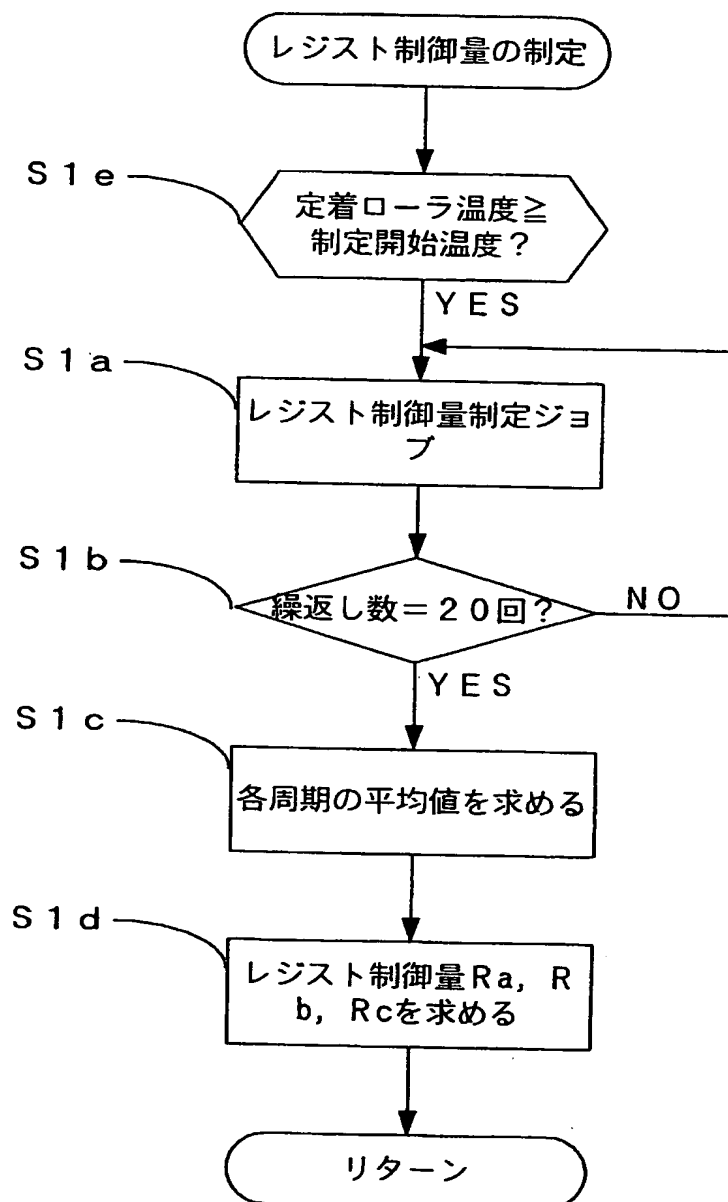 レジスト制御量の制定
S1e
定着ローラ温度≧
制定開始温度？
YES
S1a
レジスト制御量制定ジョ
ブ
S1b
繰返し数＝２０回？
NO
YES
S1c
各周期の平均値を求める
S1d
レジスト制御量Ra，R
b，Rcを求める
リターン